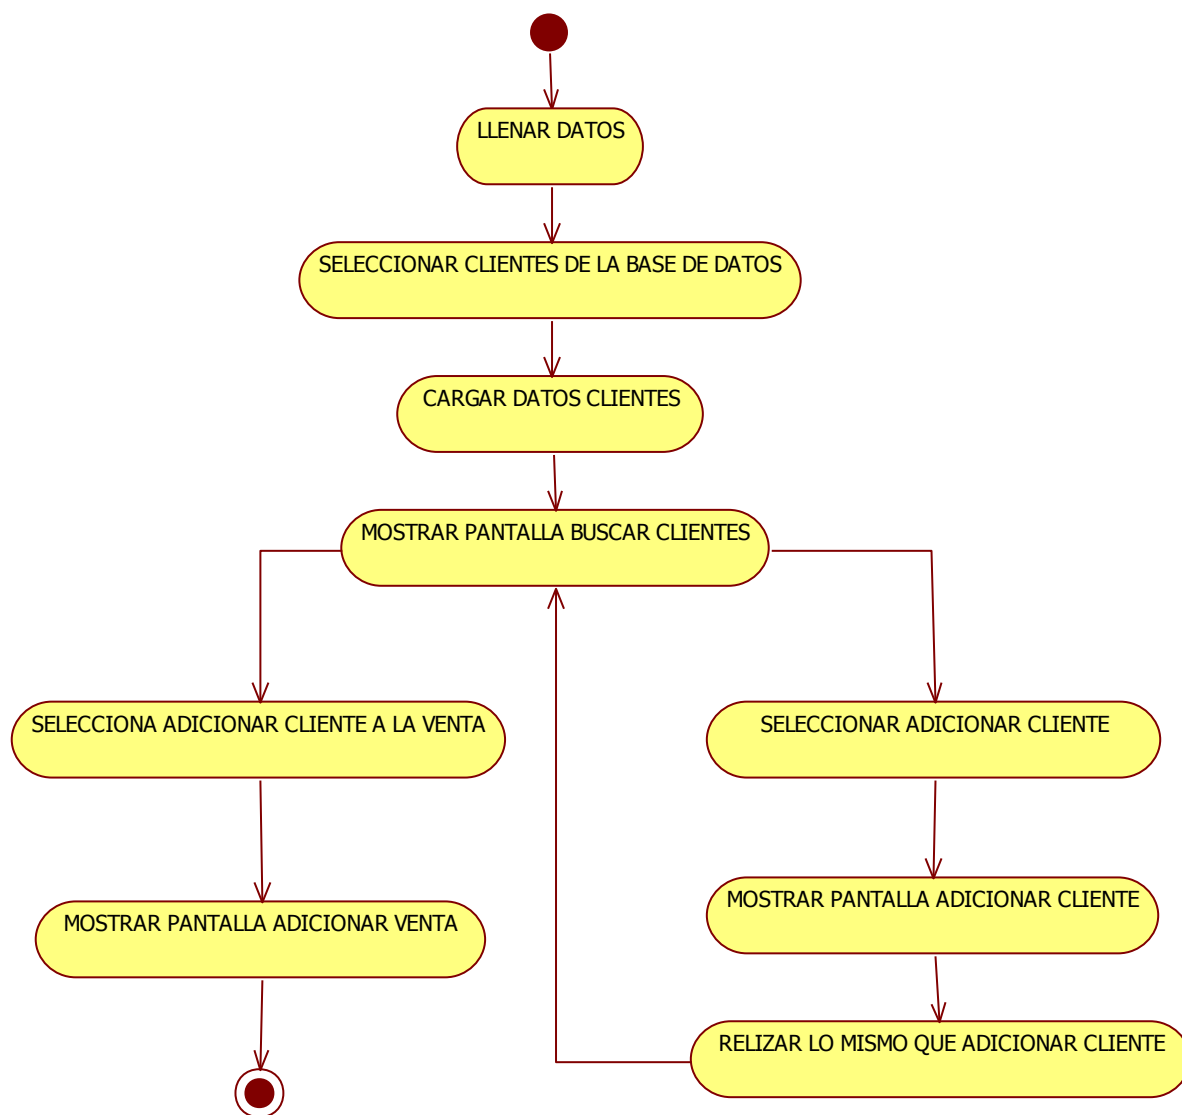 LLENAR DATOS
SELECCIONAR CLIENTES DE LA BASE DE DATOS
CARGAR DATOS CLIENTES
MOSTRAR PANTALLA BUSCAR CLIENTES
SELECCIONA ADICIONAR CLIENTE A LA VENTA
SELECCIONAR ADICIONAR CLIENTE
MOSTRAR PANTALLA ADICIONAR CLIENTE
MOSTRAR PANTALLA ADICIONAR VENTA
RELIZAR LO MISMO QUE ADICIONAR CLIENTE